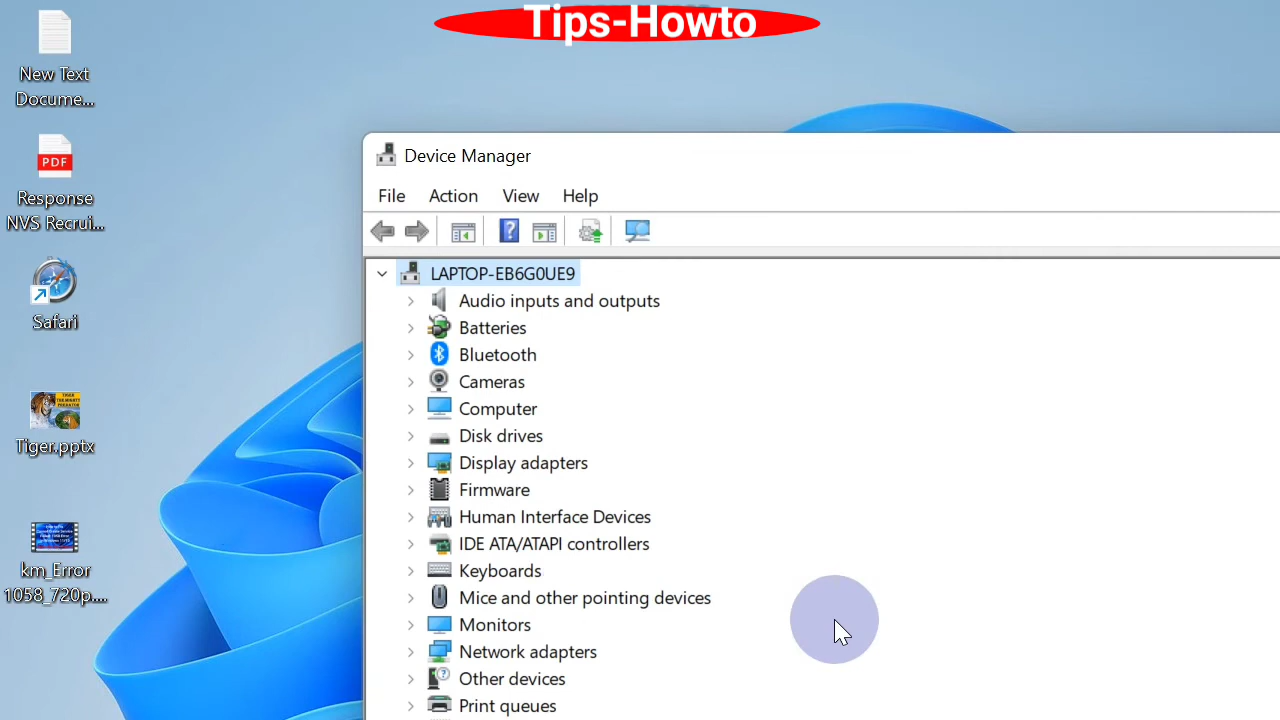 Tips-Howto
New Text
Docume...
PDF
Response
NVS Recrui...
Safari
Tiger.pptx
km_Error
1058_720p....
Device Manager
File Action View Help
LAPTOP-EB6G0UE9
Audio inputs and outputs
Batteries
Bluetooth
Cameras
Computer
Disk drives
Display adapters
Firmware
Human Interface Devices
IDE ATA/ATAPI controllers
Keyboards
Mice and other pointing devices
Monitors
Network adapters
Other devices
Print queues